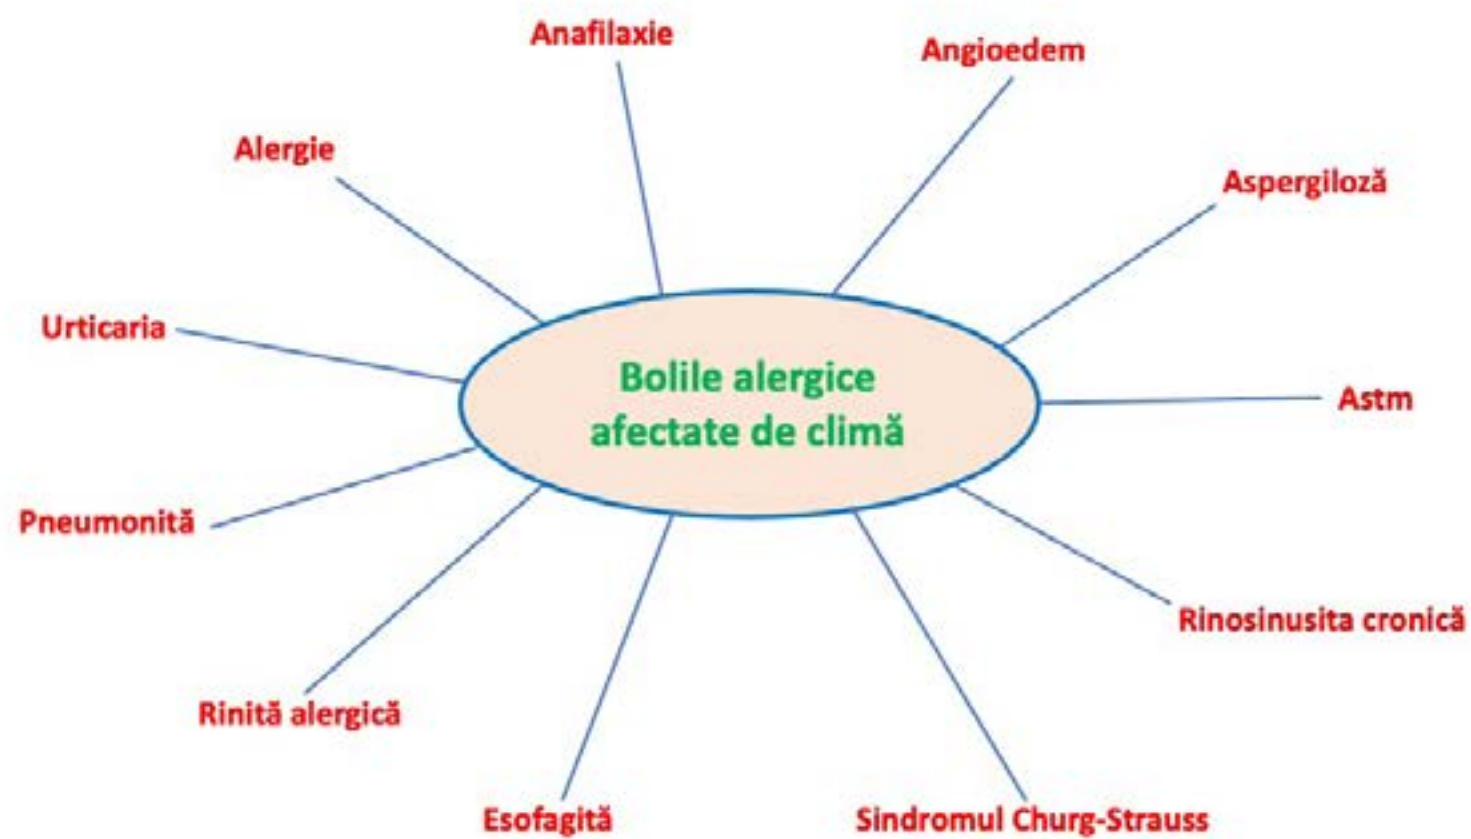 Anafilaxie
Angioedem
Alergie
Aspergiloză
Urticaria
Bolile alergice
afectate de climă
Astm
Pneumonită
Rinosinusita cronică
Rinită alergică
Esofagită
Sindromul Churg-Strauss